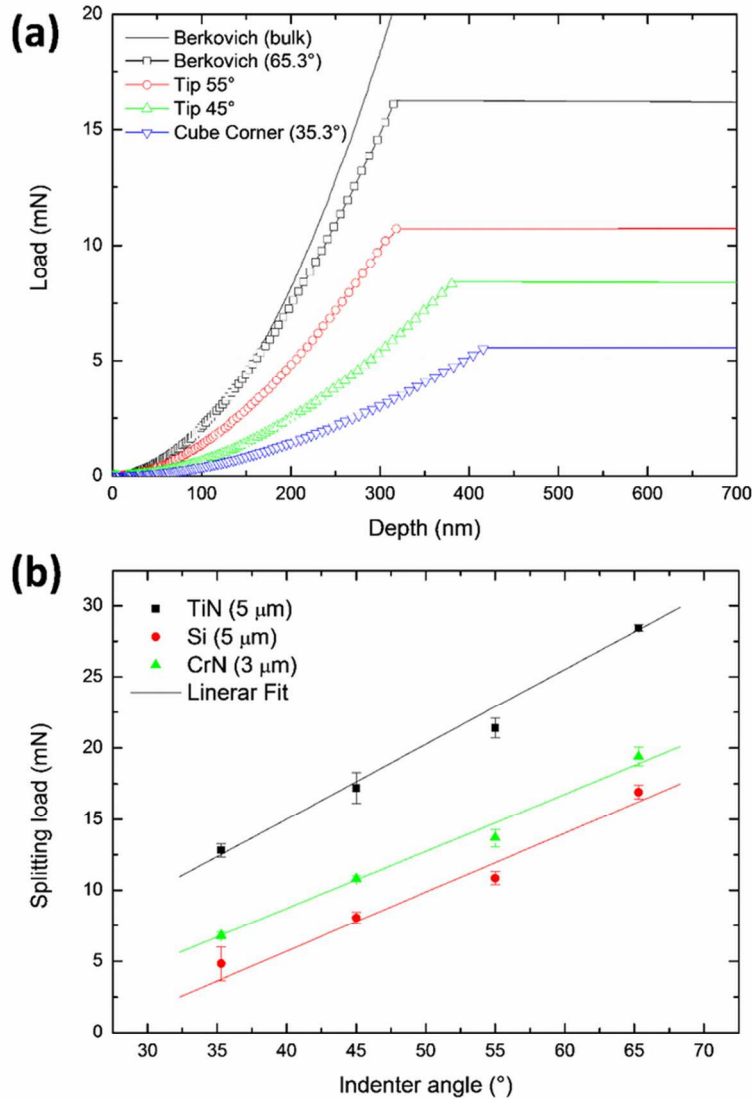 (a)
20
15
10
5
0
Load (mN)
Berkovich (bulk)
Berkovich (65.3°)
Tip 55°
Tip 45°
Cube Corner (35.3°)
0 100 200 300 400 500 600 700
Depth (nm)
(b)
30
25
20
15
10
5
0
Splitting load (mN)
TiN (5 μm)
Si (5 μm)
CrN (3 μm)
Linerar Fit
30 35 40 45 50 55 60 65 70
Indenter angle (°)